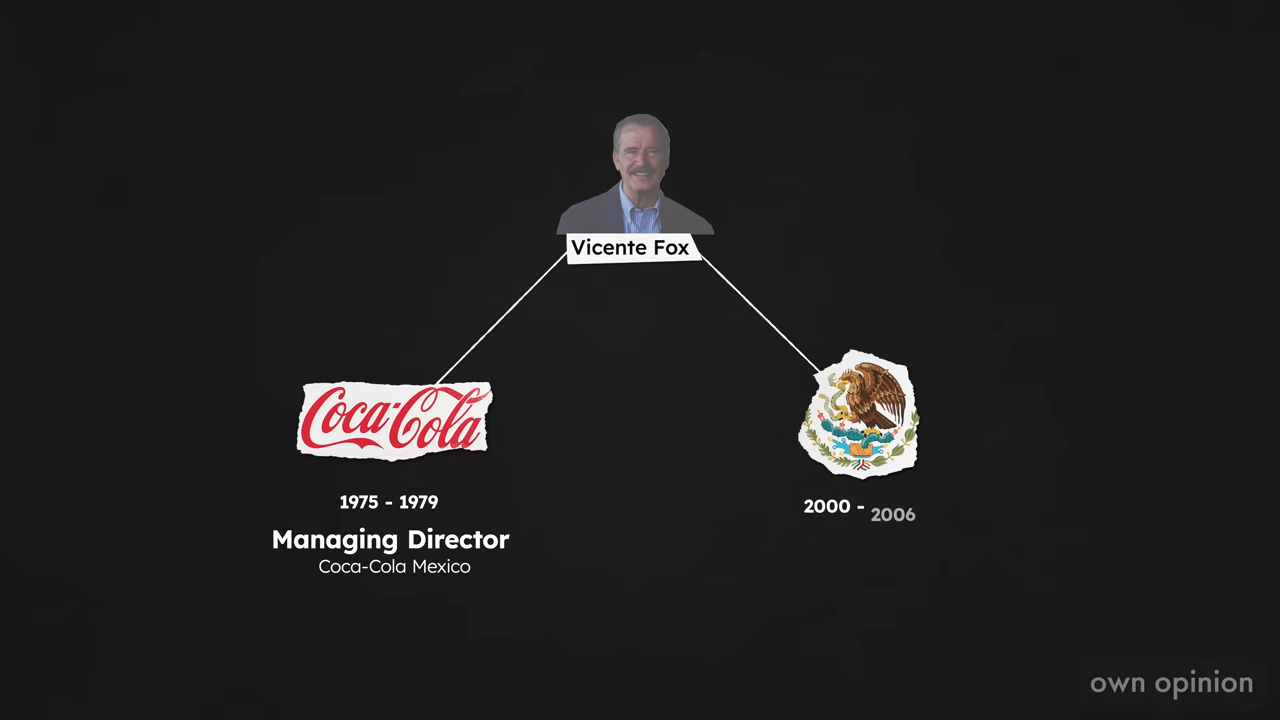 Vicente Fox
Coca-Cola
1975 - 1979
Managing Director
Coca-Cola Mexico
2000 - 2006
own opinion